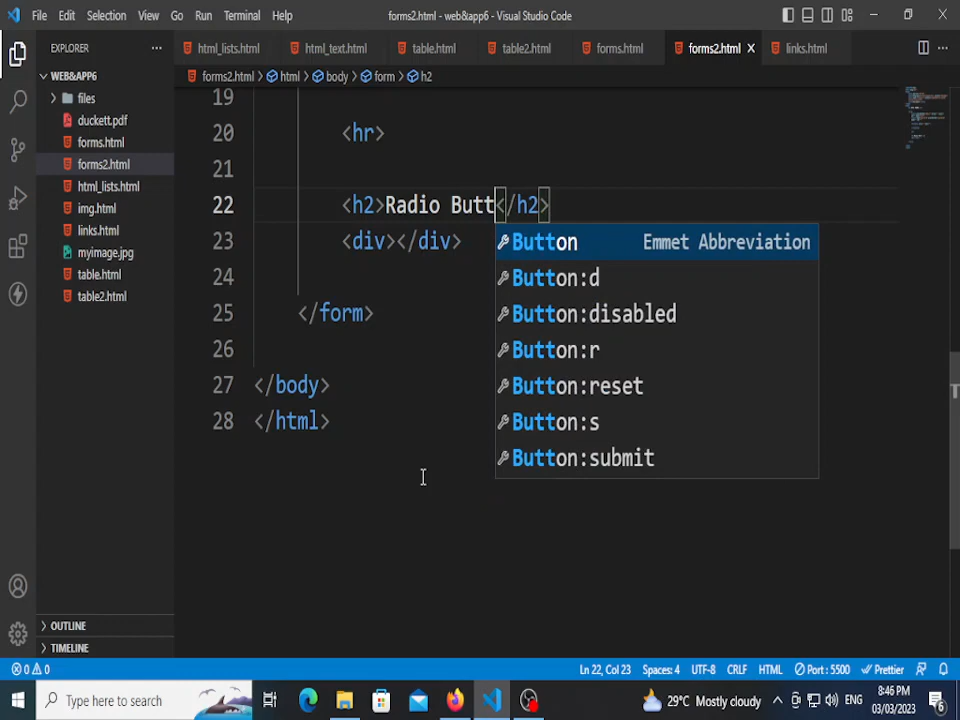 File Edit Selection View Go Run Terminal Help
forms2.html - web&app6 - Visual Studio Code
EXPLORER
html_lists.html html_text.html table.html table2.html forms.html forms2.html links.html
forms2.html > html > body > form > h2
WEB&APP6
files
duckett.pdf
forms.html
forms2.html
html_lists.html
img.html
links.html
myimage.jpg
table.html
table2.html
19
20 <hr>
21
22 <h2>Radio Butt</h2>
23 <div></div>
24
25 </form>
26
27 </body>
28 </html>
Button Emmet Abbreviation
Button:d
Button:disabled
Button:r
Button:reset
Button:s
Button:submit
OUTLINE
TIMELINE
0 0
Ln 22, Col 23 Spaces: 4 UTF-8 CRLF HTML Port : 5500 Prettier
Type here to search
29°C Mostly cloudy
ENG
8:46 PM
03/03/2023
6